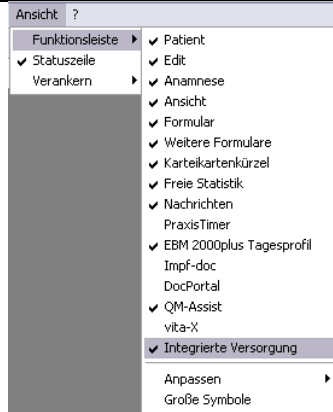 Ansicht ?
Funktionsleiste
Statuszeile
Verankern
Patient
Edit
Anamnese
Ansicht
Formular
Weitere Formulare
Karteikartenkürzel
Freie Statistik
Nachrichten
PraxisTimer
EBM 2000plus Tagesprofil
Impf-doc
DocPortal
QM-Assist
vita-X
Integrierte Versorgung
Anpassen
Große Symbole